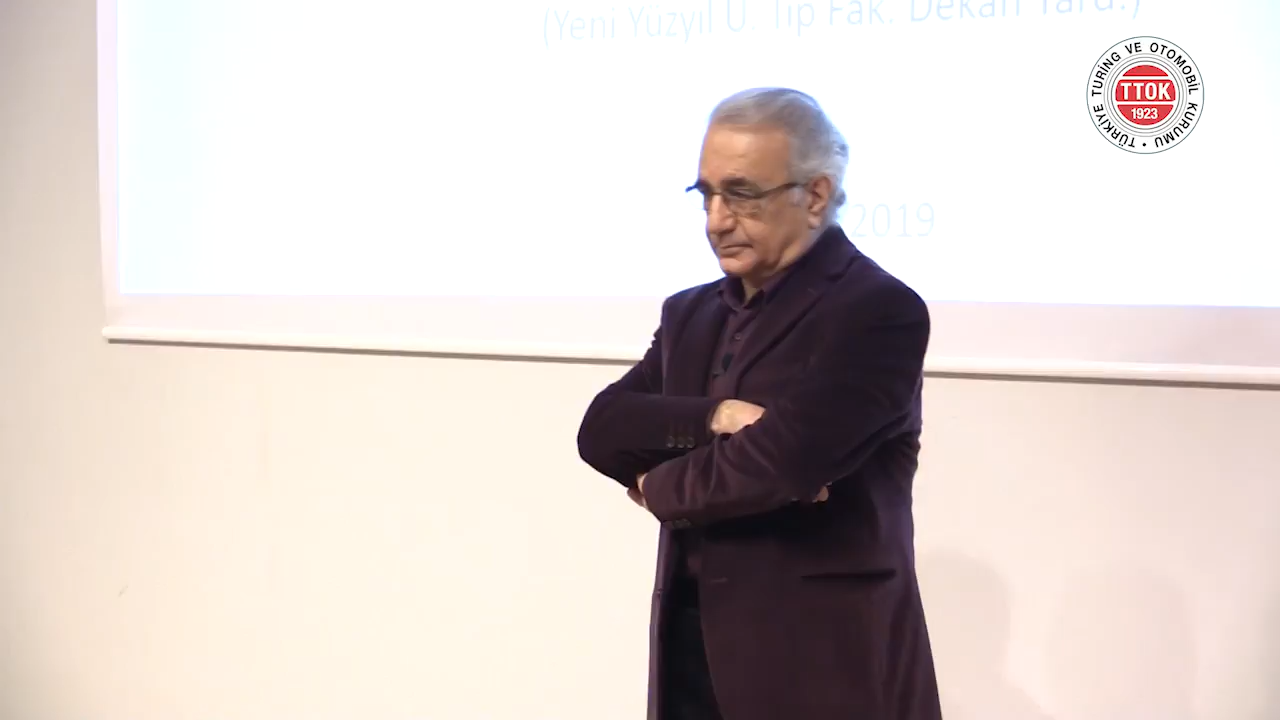 (Yeni Yüzyıl Ü. Tıp Fak. Dekan Yard.)
2019
TÜRKİYE TURİNG VE OTOMOBİL KURUMU
TTOK
1923